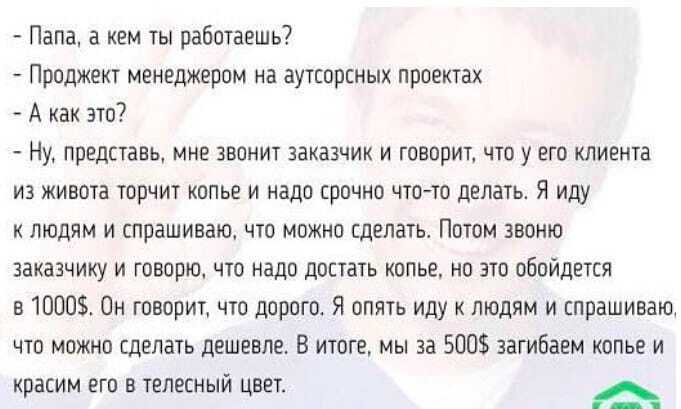 - Папа, а кем ты работаешь?
- Проджект менеджером на аутсорсных проектах
- А как это?
- Ну, представь, мне звонит заказчик и говорит, что у его клиента
из живота торчит копье и надо срочно что-то делать. Я иду
к людям и спрашиваю, что можно сделать. Потом звоню
заказчику и говорю, что надо достать копье, но это обойдется
в 1000$. Он говорит, что дорого. Я опять иду к людям и спрашиваю,
что можно сделать дешевле. В итоге, мы за 500$ загибаем копье и
красим его в телесный цвет.